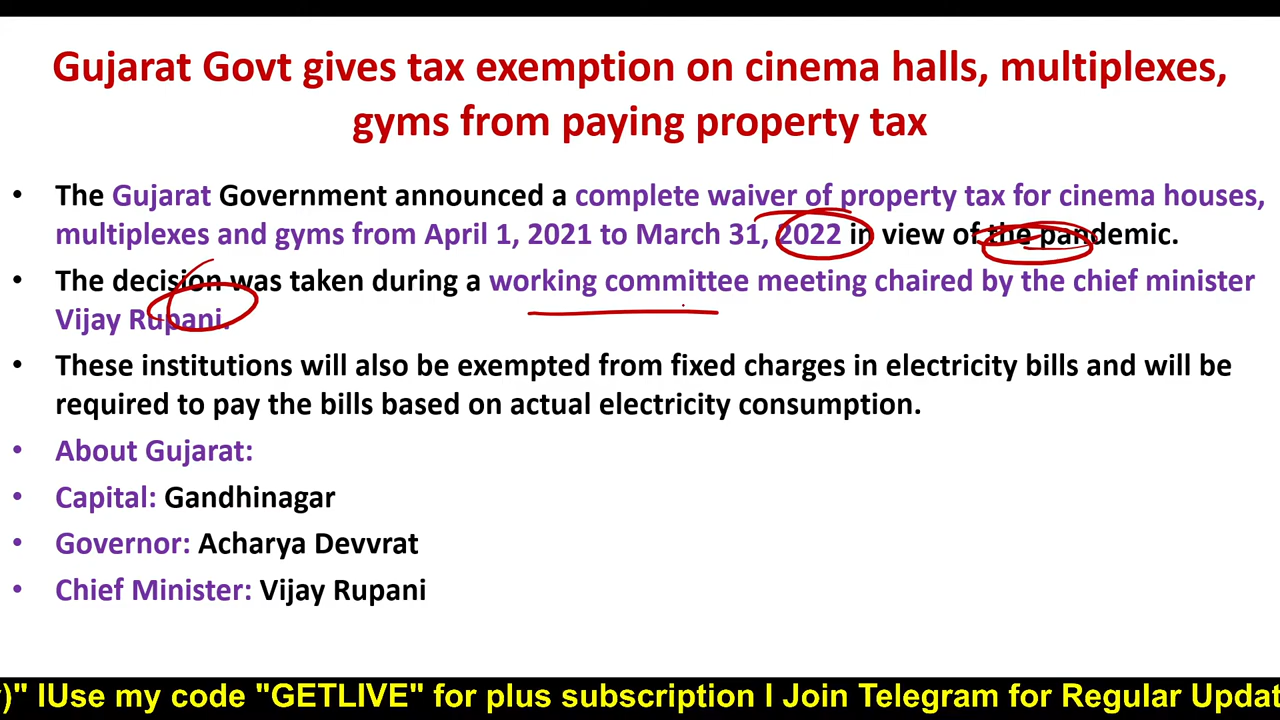 Gujarat Govt gives tax exemption on cinema halls, multiplexes,
gyms from paying property tax
• The Gujarat Government announced a complete waiver of property tax for cinema houses,
multiplexes and gyms from April 1, 2021 to March 31, 2022 in view of the pandemic.
• The decision was taken during a working committee meeting chaired by the chief minister
Vijay Rupani.
• These institutions will also be exempted from fixed charges in electricity bills and will be
required to pay the bills based on actual electricity consumption.
• About Gujarat:
• Capital: Gandhinagar
• Governor: Acharya Devvrat
• Chief Minister: Vijay Rupani
)" lUse my code "GETLIVE" for plus subscription l Join Telegram for Regular Updat